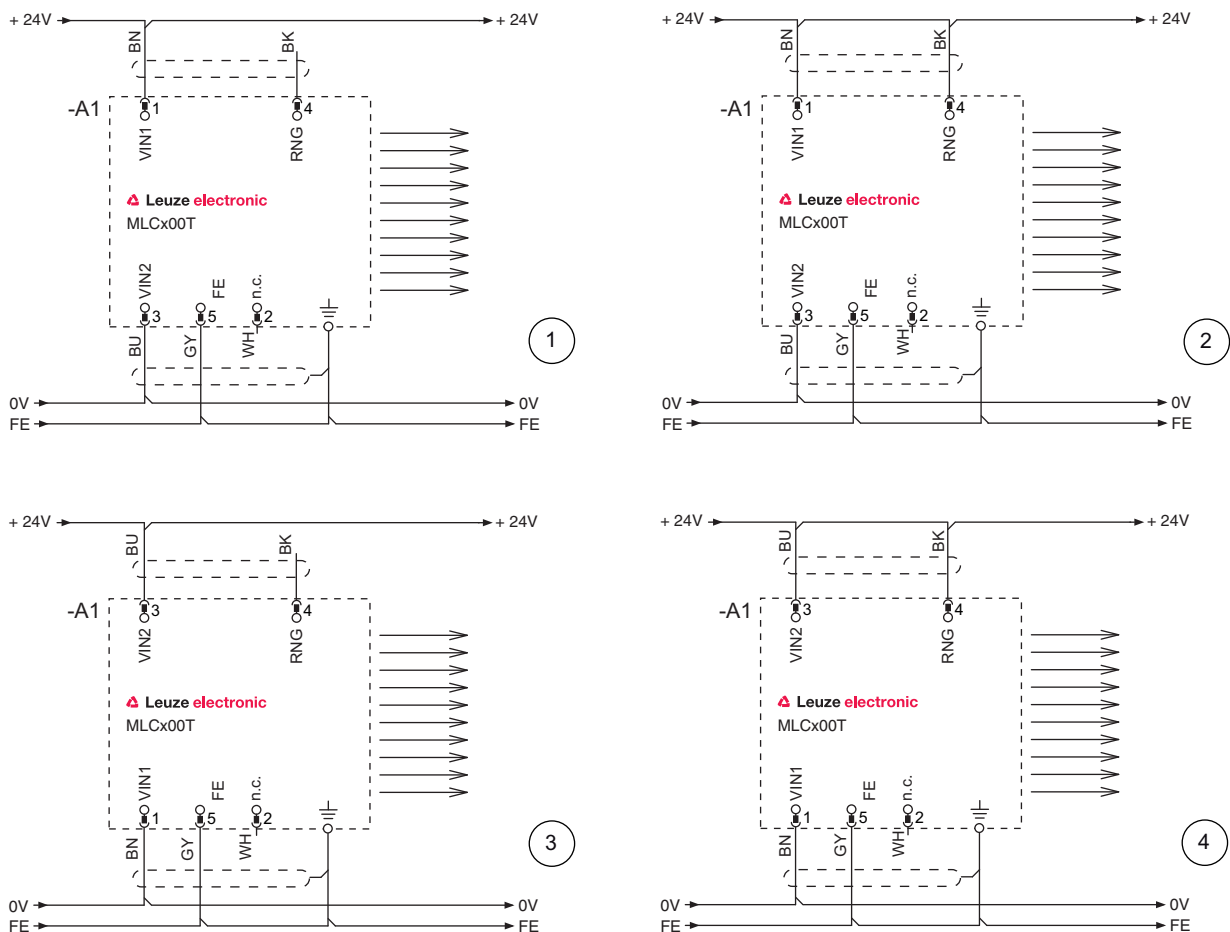 + 24V
+ 24V
BN
BK
-A1
1
4
VIN1
RNG
Leuze electronic
MLCx00T
VIN2
FE
n.c.
3
5
2
BU
GY
WH
1
0V
0V
FE
FE
+ 24V
+ 24V
BN
BK
-A1
1
4
VIN1
RNG
Leuze electronic
MLCx00T
VIN2
FE
n.c.
3
5
2
BU
GY
WH
2
0V
0V
FE
FE
+ 24V
+ 24V
BU
BK
-A1
3
4
VIN2
RNG
Leuze electronic
MLCx00T
VIN1
FE
n.c.
1
5
2
BN
GY
WH
3
0V
0V
FE
FE
+ 24V
+ 24V
BU
BK
-A1
3
4
VIN2
RNG
Leuze electronic
MLCx00T
VIN1
FE
n.c.
1
5
2
BN
GY
WH
4
0V
0V
FE
FE